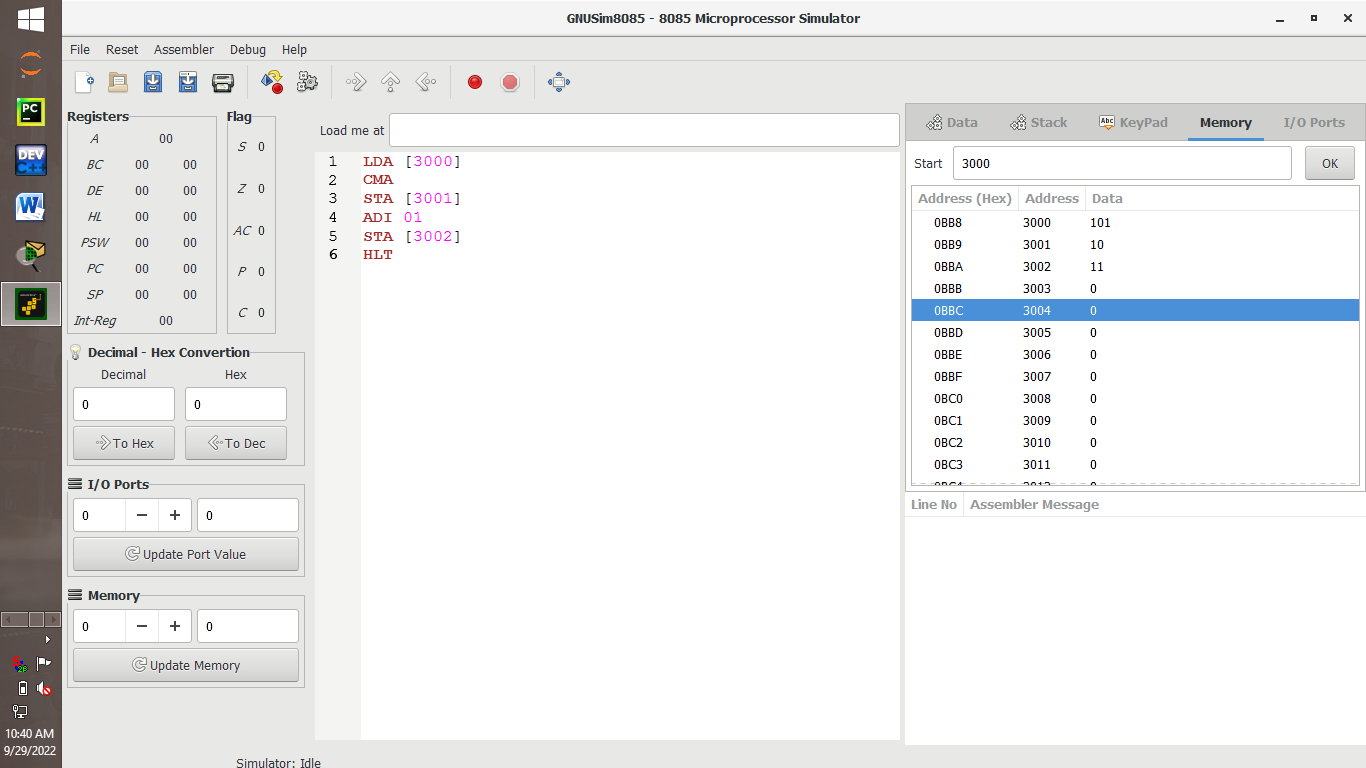 GNUSim8085 - 8085 Microprocessor Simulator
File Reset Assembler Debug Help
Registers
A 00
BC 00 00
DE 00 00
HL 00 00
PSW 00 00
PC 00 00
SP 00 00
Int-Reg 00
Flag
S 0
Z 0
AC 0
P 0
C 0
Decimal - Hex Convertion
Decimal Hex
0 0
To Hex To Dec
I/O Ports
0 0
Update Port Value
Memory
0 0
Update Memory
Load me at
1 LDA [3000]
2 CMA
3 STA [3001]
4 ADI 01
5 STA [3002]
6 HLT
Data Stack Abc KeyPad Memory I/O Ports
Start 3000 OK
Address (Hex) Address Data
0BB8 3000 101
0BB9 3001 10
0BBA 3002 11
0BBB 3003 0
0BBC 3004 0
0BBD 3005 0
0BBE 3006 0
0BBF 3007 0
0BC0 3008 0
0BC1 3009 0
0BC2 3010 0
0BC3 3011 0
Line No Assembler Message
Simulator: Idle
PC
DEV
C++
W
10:40 AM
9/29/2022